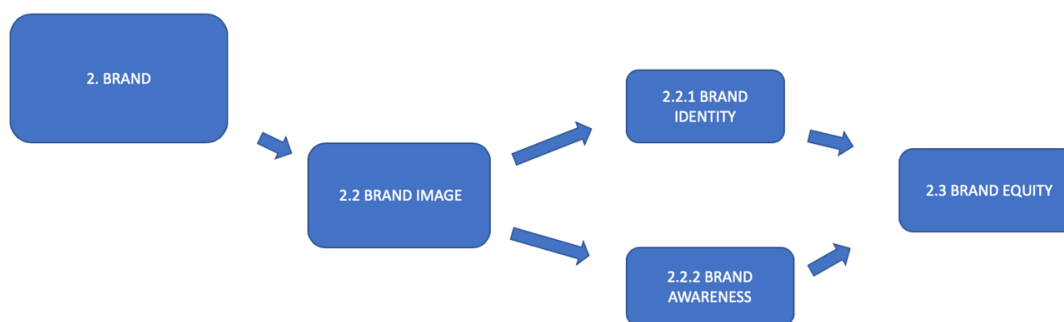 2. BRAND
2.2 BRAND IMAGE
2.2.1 BRAND
IDENTITY
2.2.2 BRAND
AWARENESS
2.3 BRAND EQUITY